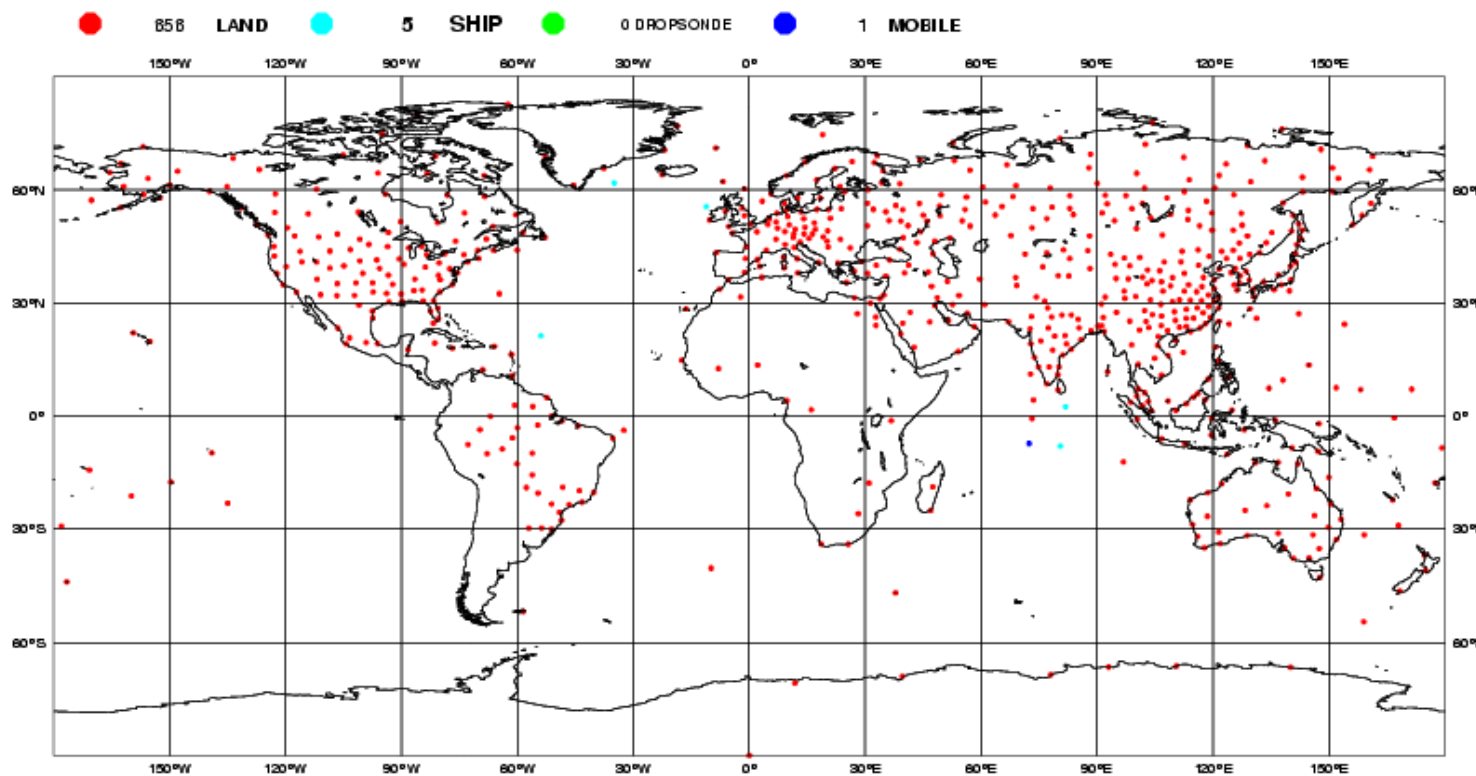 656 LAND 5 SHIP 0 DROPSONDE 1 MOBILE
150°W 120°W 90°W 60°W 30°W 0° 30°E 60°E 90°E 120°E 150°E
60°N 60°N
30°N 30°N
0° 0°
30°S 30°S
60°S 60°S
150°W 120°W 90°W 60°W 30°W 0° 30°E 60°E 90°E 120°E 150°E